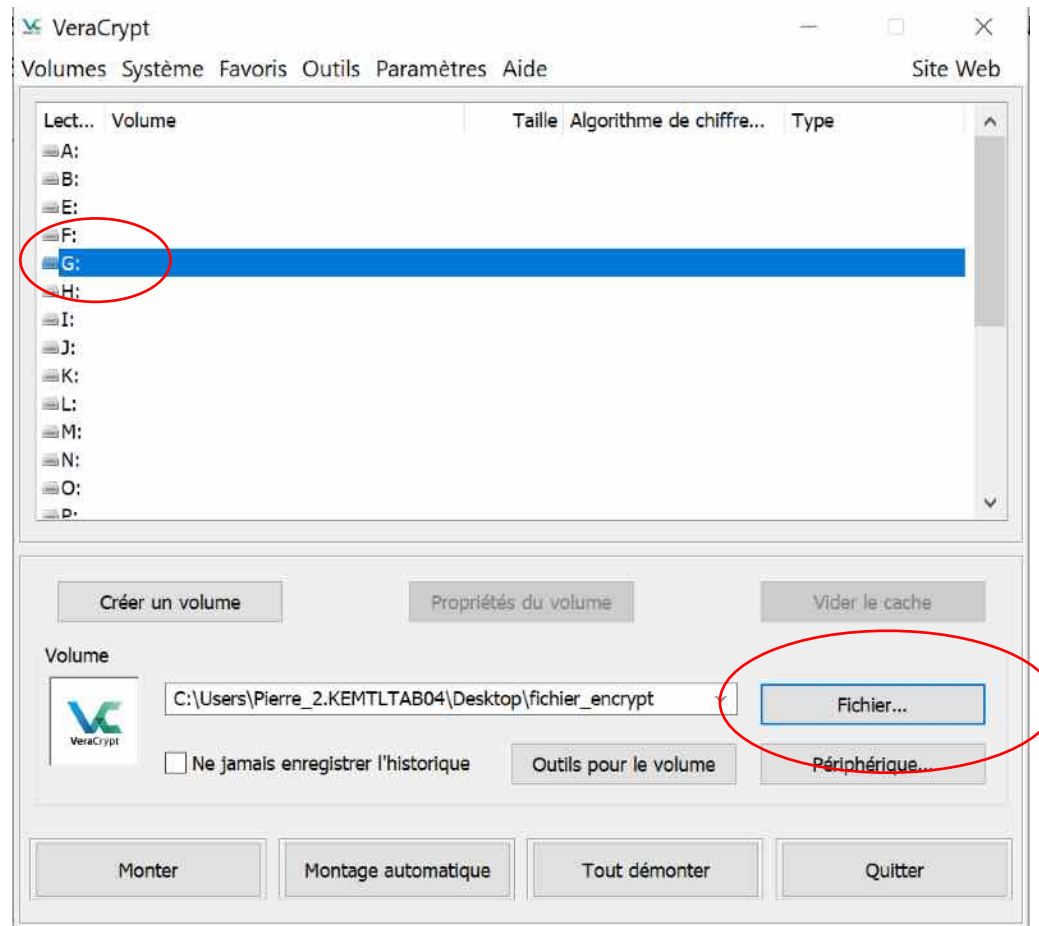 VeraCrypt
Volumes Système Favoris Outils Paramètres Aide Site Web
Lect... Volume Taille Algorithme de chiffre... Type
A:
B:
E:
F:
G:
H:
I:
J:
K:
L:
M:
N:
O:
P:
Créer un volume Propriétés du volume Vider le cache
Volume
C:\Users\Pierre_2.KEMTLTAB04\Desktop\fichier_encrypt Fichier...
VeraCrypt
Ne jamais enregistrer l'historique Outils pour le volume Périphérique...
Monter Montage automatique Tout démonter Quitter